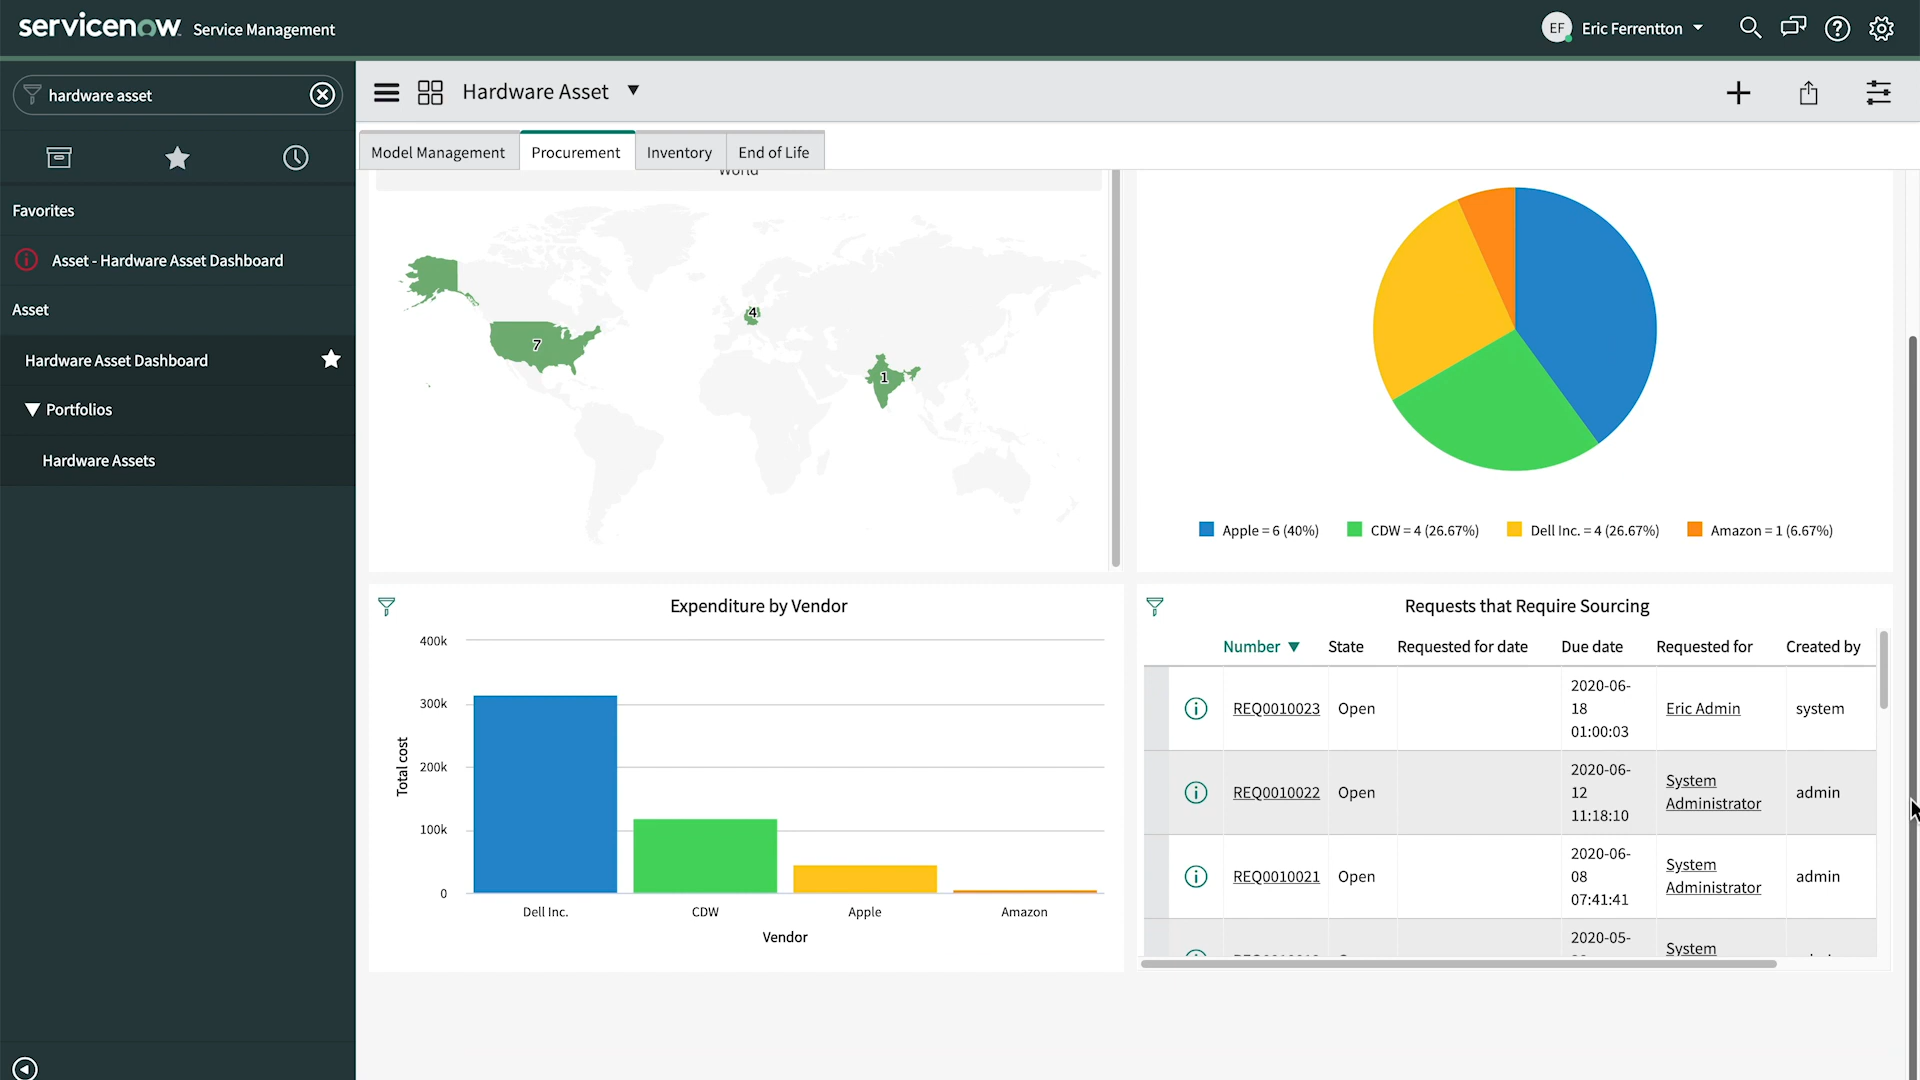 servicenow Service Management
EF Eric Ferrentton
hardware asset
Hardware Asset
Favorites
Asset - Hardware Asset Dashboard
Asset
Hardware Asset Dashboard
Portfolios
Hardware Assets
Model Management Procurement Inventory End of Life
World
7
4
1
Apple = 6 (40%) CDW = 4 (26.67%) Dell Inc. = 4 (26.67%) Amazon = 1 (6.67%)
Expenditure by Vendor
400k
300k
200k
100k
0
Total cost
Dell Inc. CDW Apple Amazon
Vendor
Requests that Require Sourcing
Number State Requested for date Due date Requested for Created by
REQ0010023 Open 2020-06-
18
01:00:03 Eric Admin system
REQ0010022 Open 2020-06-
12
11:18:10 System
Administrator admin
REQ0010021 Open 2020-06-
08
07:41:41 System
Administrator admin
2020-05-
System